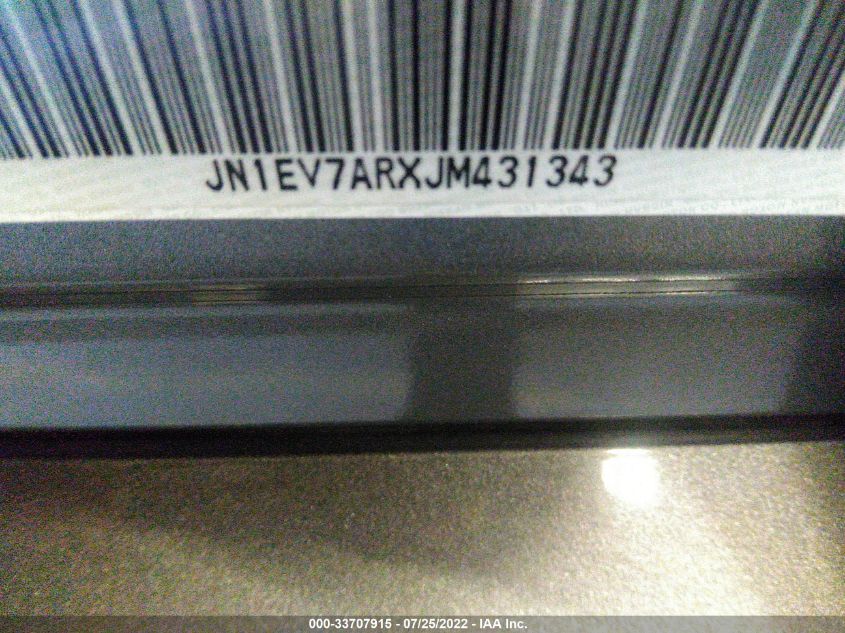 JN1EV7ARXJM431343
000-33707915 - 07/25/2022 - IAA Inc.